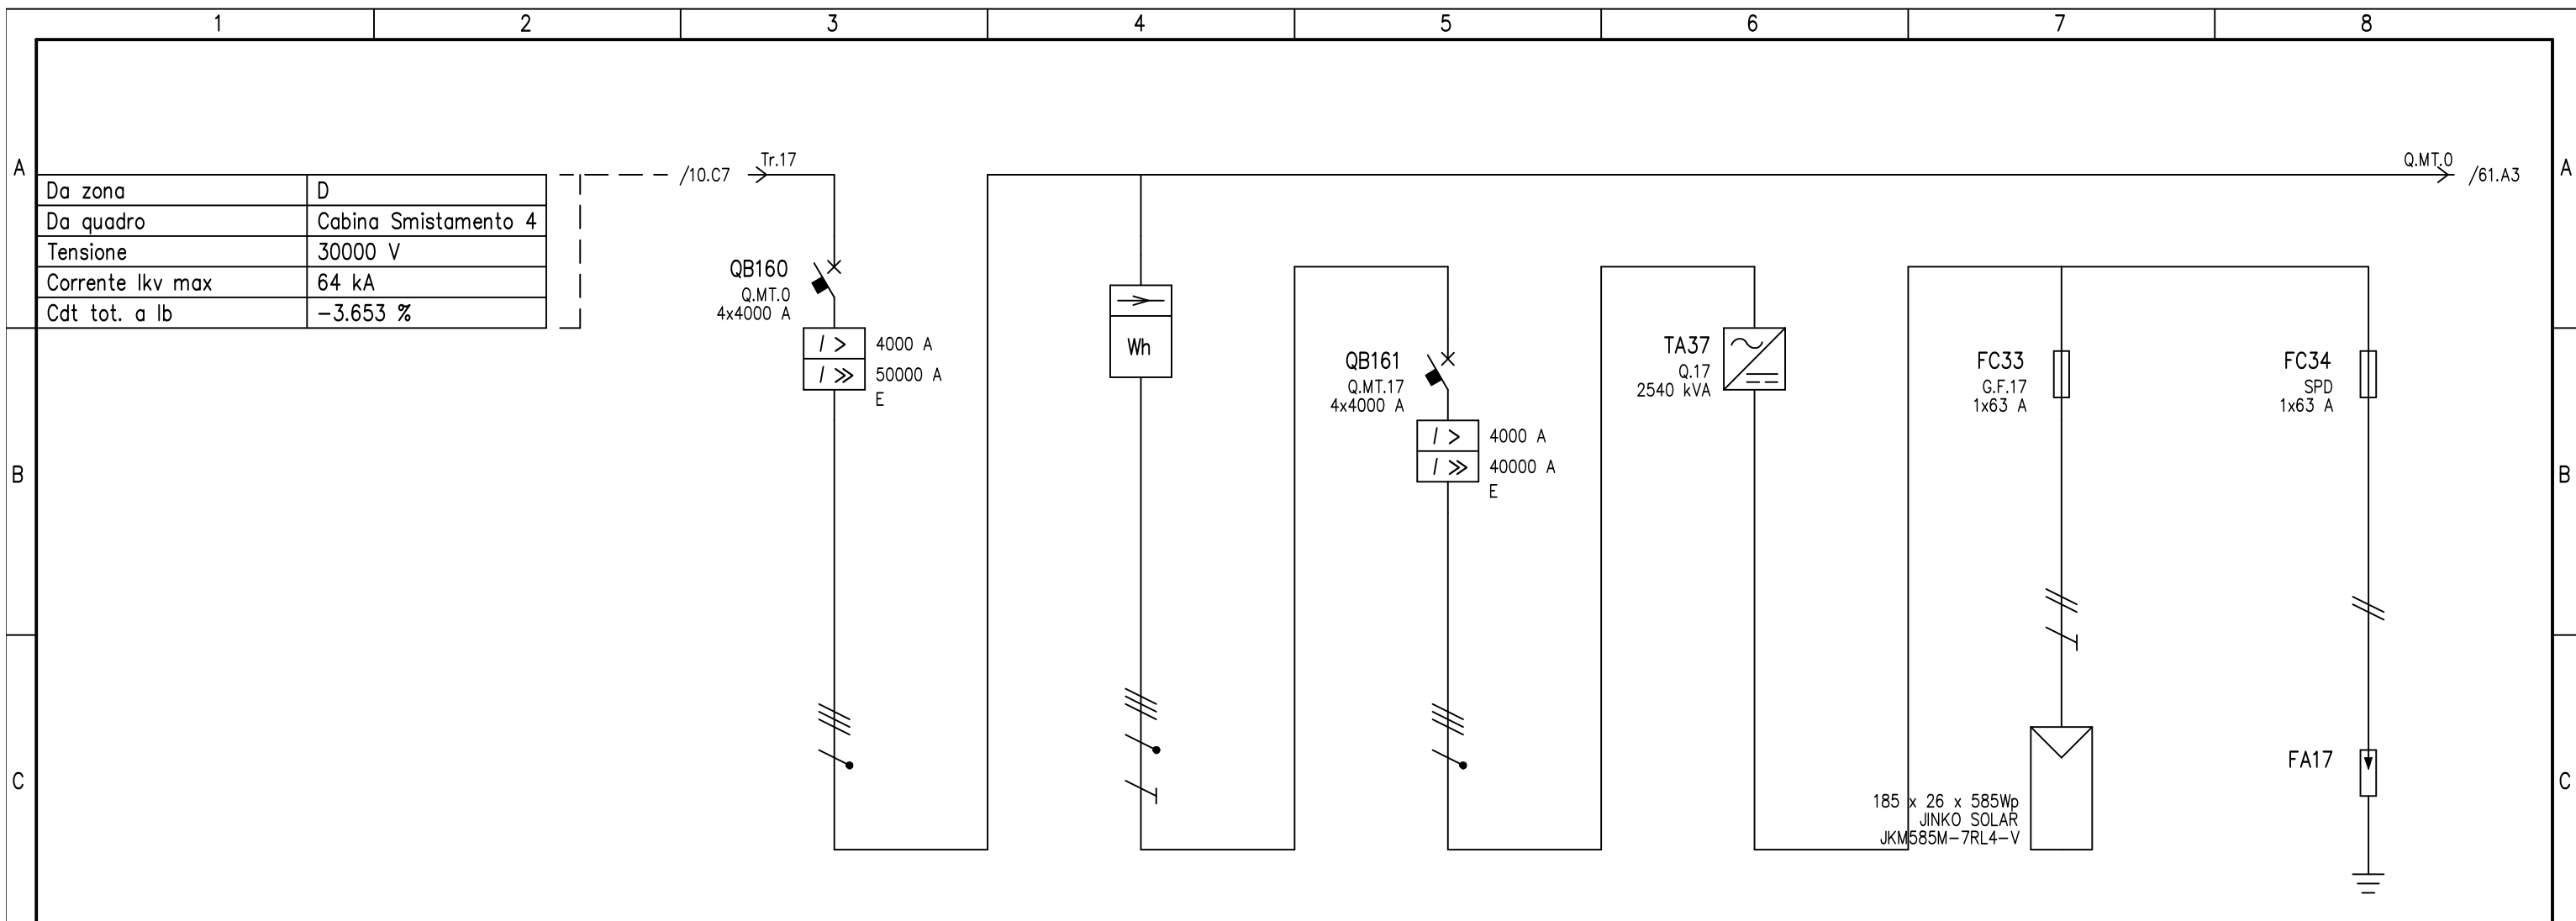 1 2 3 4 5 6 7 8
A A
Da zona D
Da quadro Cabina Smistamento 4
Tensione 30000 V
Corrente Ikv max 64 kA
Cdt tot. a Ib -3.653 %
/10.C7 Tr.17
Q.MT.0 /61.A3
QB160
Q.MT.0
4x4000 A
I > 4000 A
I >> 50000 A
E
Wh
QB161
Q.MT.17
4x4000 A
I > 4000 A
I >> 40000 A
E
TA37
Q.17
2540 kVA
FC33
G.F.17
1x63 A
FC34
SPD
1x63 A
B B
185 x 26 x 585Wp
JINKO SOLAR
JKM585M-7RL4-V
FA17
C C